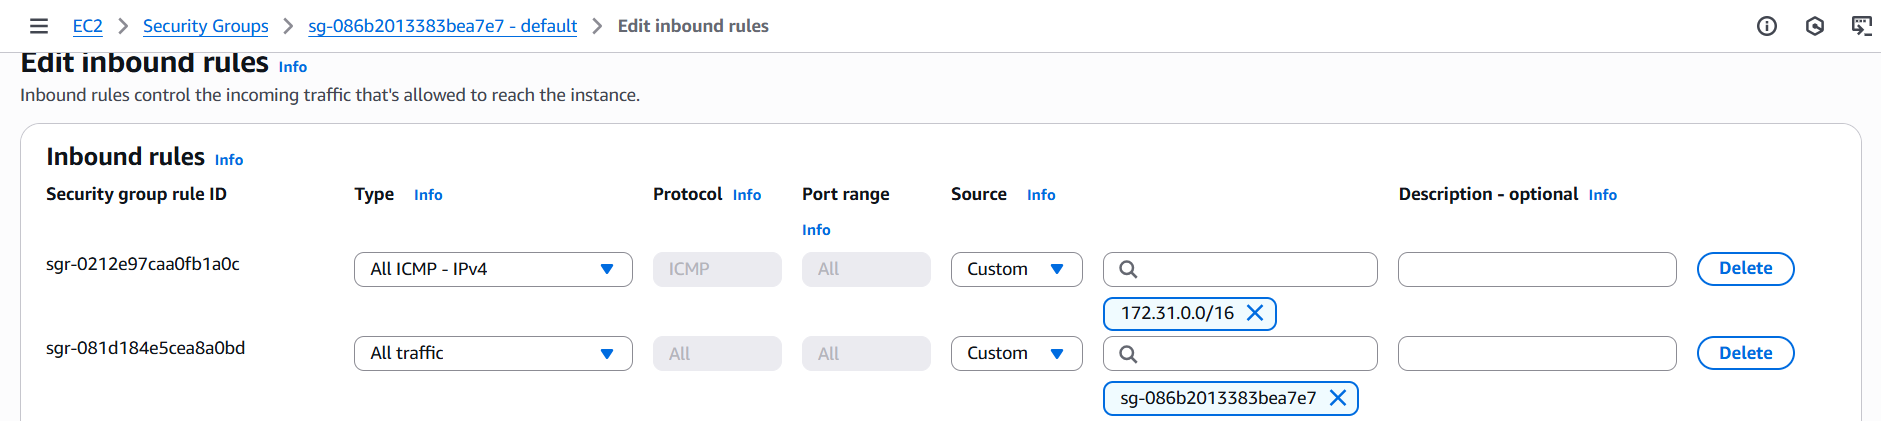 EC2 > Security Groups > sg-086b2013383bea7e7 - default > Edit inbound rules
Edit inbound rules Info
Inbound rules control the incoming traffic that's allowed to reach the instance.
Inbound rules Info
Security group rule ID Type Info Protocol Info Port range Info Source Info Description - optional Info
sgr-0212e97caa0fb1a0c All ICMP - IPv4 ICMP All Custom Delete
172.31.0.0/16
sgr-081d184e5cea8a0bd All traffic All All Custom Delete
sg-086b2013383bea7e7